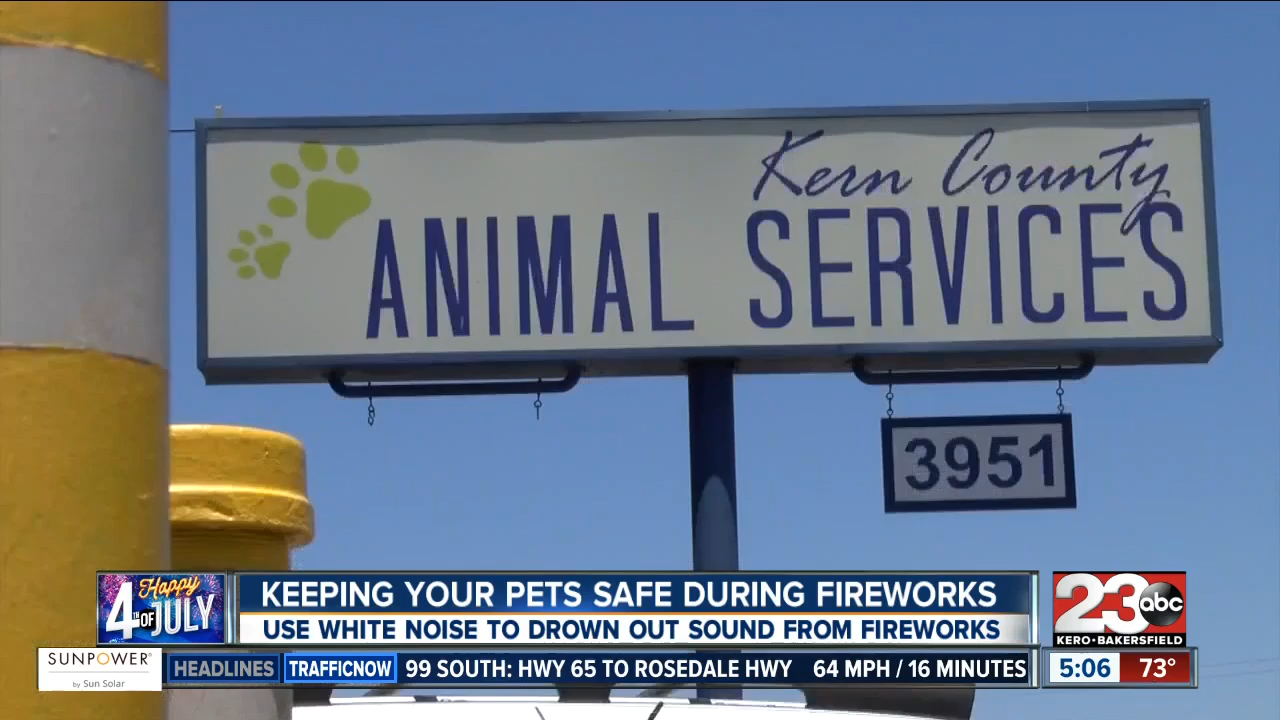 Kern County
ANIMAL SERVICES
3951
Happy
4TH OF JULY
KEEPING YOUR PETS SAFE DURING FIREWORKS
USE WHITE NOISE TO DROWN OUT SOUND FROM FIREWORKS
23 abc
KERO•BAKERSFIELD
SUNPOWER®
by Sun Solar
HEADLINES TRAFFICNOW 99 SOUTH: HWY 65 TO ROSEDALE HWY 64 MPH / 16 MINUTES
5:06 73°